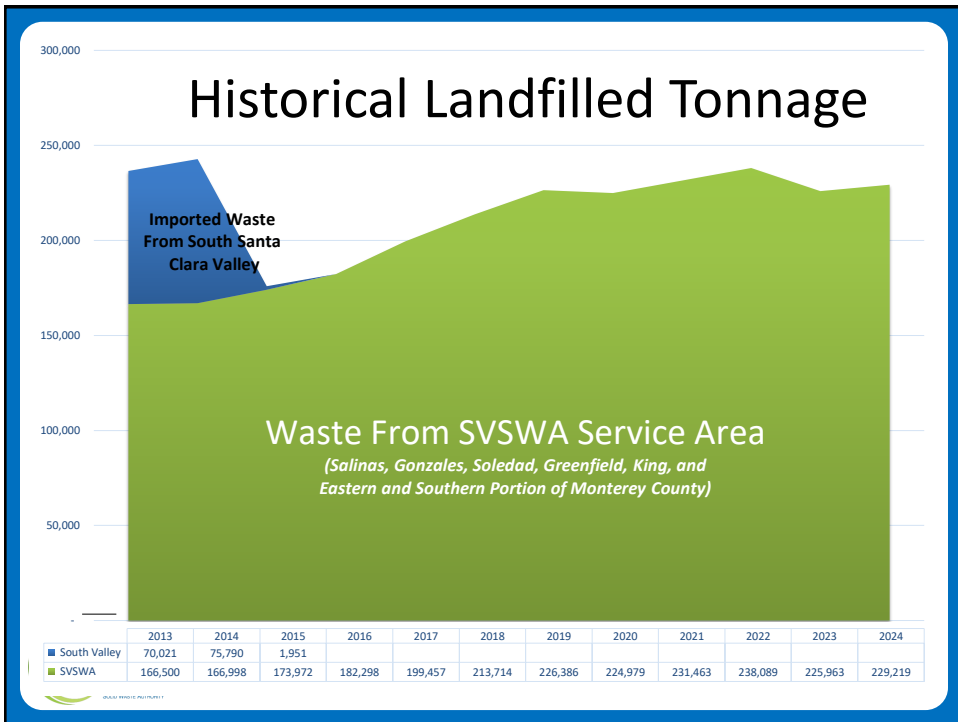 Historical Landfilled Tonnage
300,000
250,000
200,000
150,000
100,000
50,000
-
Imported Waste
From South Santa
Clara Valley
Waste From SVSWA Service Area
(Salinas, Gonzales, Soledad, Greenfield, King, and
Eastern and Southern Portion of Monterey County)
2013 2014 2015 2016 2017 2018 2019 2020 2021 2022 2023 2024
South Valley 70,021 75,790 1,951
SVSWA 166,500 166,998 173,972 182,298 199,457 213,714 226,386 224,979 231,463 238,089 225,963 229,219
SOLID WASTE AUTHORITY